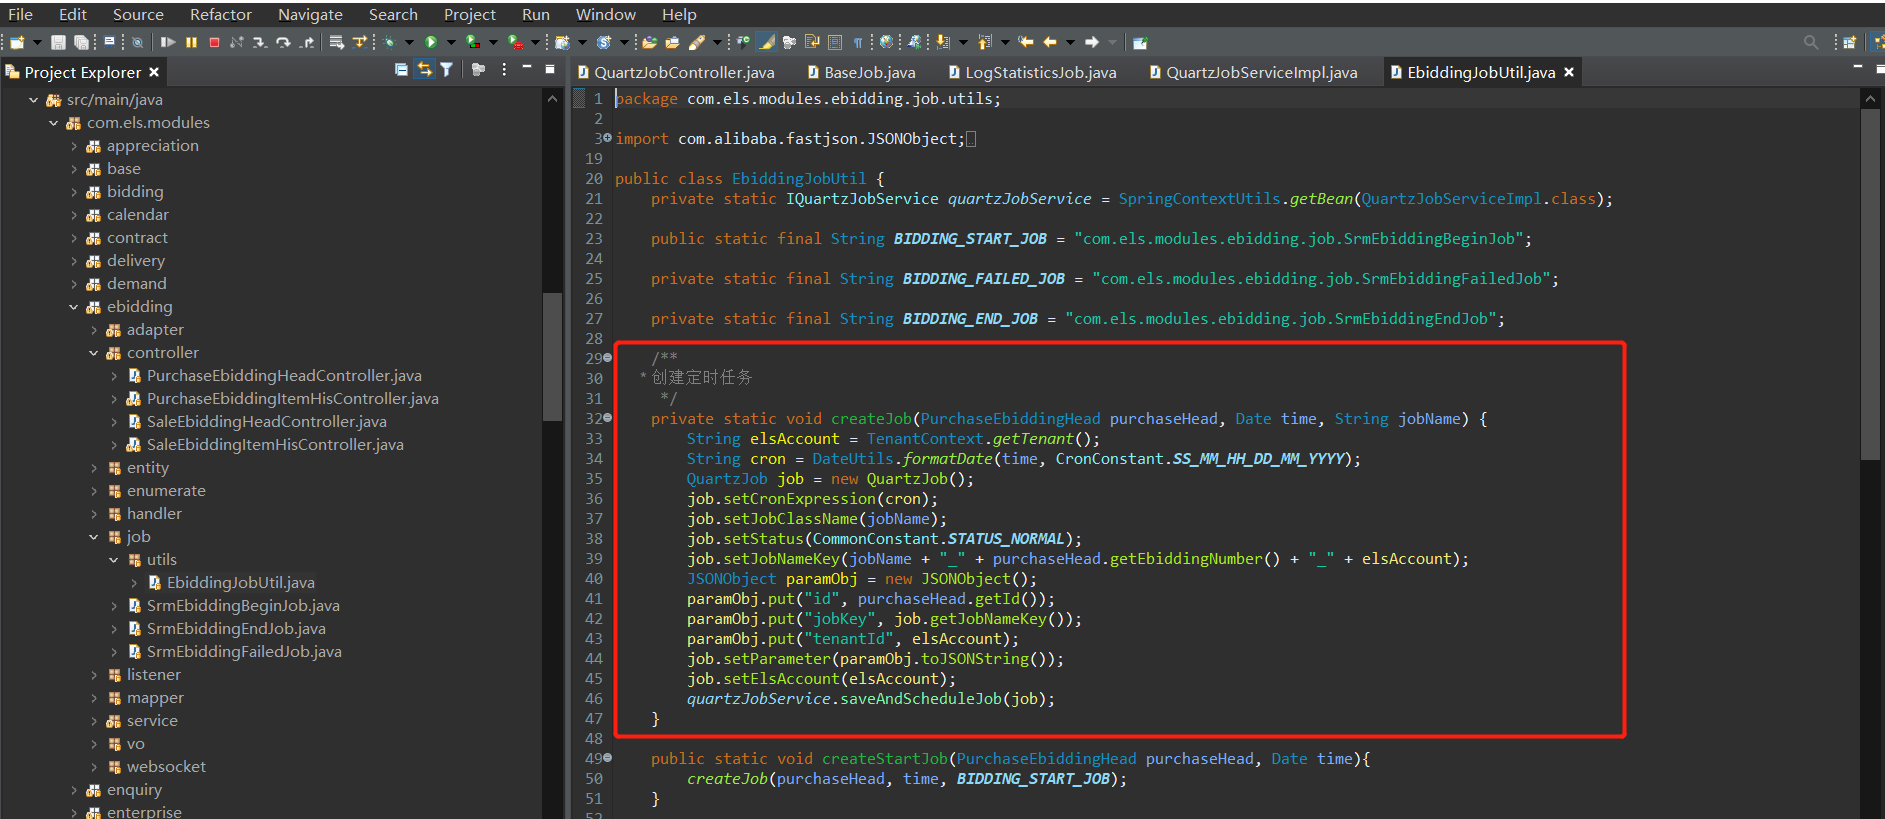 File Edit Source Refactor Navigate Search Project Run Window Help
Project Explorer
src/main/java
com.els.modules
appreciation
base
bidding
calendar
contract
delivery
demand
ebidding
adapter
controller
PurchaseEbiddingHeadController.java
PurchaseEbiddingItemHisController.java
SaleEbiddingHeadController.java
SaleEbiddingItemHisController.java
entity
enumerate
handler
job
utils
EbiddingJobUtil.java
SrmEbiddingBeginJob.java
SrmEbiddingEndJob.java
SrmEbiddingFailedJob.java
listener
mapper
service
vo
websocket
enquiry
enterprise
QuartzJobController.java BaseJob.java LogStatisticsJob.java QuartzJobServiceImpl.java EbiddingJobUtil.java
1 package com.els.modules.ebidding.job.utils;
2
3 import com.alibaba.fastjson.JSONObject;
19
20 public class EbiddingJobUtil {
21 private static IQuartzJobService quartzJobService = SpringContextUtils.getBean(QuartzJobServiceImpl.class);
22
23 public static final String BIDDING_START_JOB = "com.els.modules.ebidding.job.SrmEbiddingBeginJob";
24
25 private static final String BIDDING_FAILED_JOB = "com.els.modules.ebidding.job.SrmEbiddingFailedJob";
26
27 private static final String BIDDING_END_JOB = "com.els.modules.ebidding.job.SrmEbiddingEndJob";
28
29 /**
30 * 创建定时任务
31 */
32 private static void createJob(PurchaseEbiddingHead purchaseHead, Date time, String jobName) {
33 String elsAccount = TenantContext.getTenant();
34 String cron = DateUtils.formatDate(time, CronConstant.SS_MM_HH_DD_MM_YYYY);
35 QuartzJob job = new QuartzJob();
36 job.setCronExpression(cron);
37 job.setJobClassName(jobName);
38 job.setStatus(CommonConstant.STATUS_NORMAL);
39 job.setJobNameKey(jobName + "_" + purchaseHead.getEbiddingNumber() + "_" + elsAccount);
40 JSONObject paramObj = new JSONObject();
41 paramObj.put("id", purchaseHead.getId());
42 paramObj.put("jobKey", job.getJobNameKey());
43 paramObj.put("tenantId", elsAccount);
44 job.setParameter(paramObj.toJSONString());
45 job.setElsAccount(elsAccount);
46 quartzJobService.saveAndScheduleJob(job);
47 }
48
49 public static void createStartJob(PurchaseEbiddingHead purchaseHead, Date time){
50 createJob(purchaseHead, time, BIDDING_START_JOB);
51 }
52